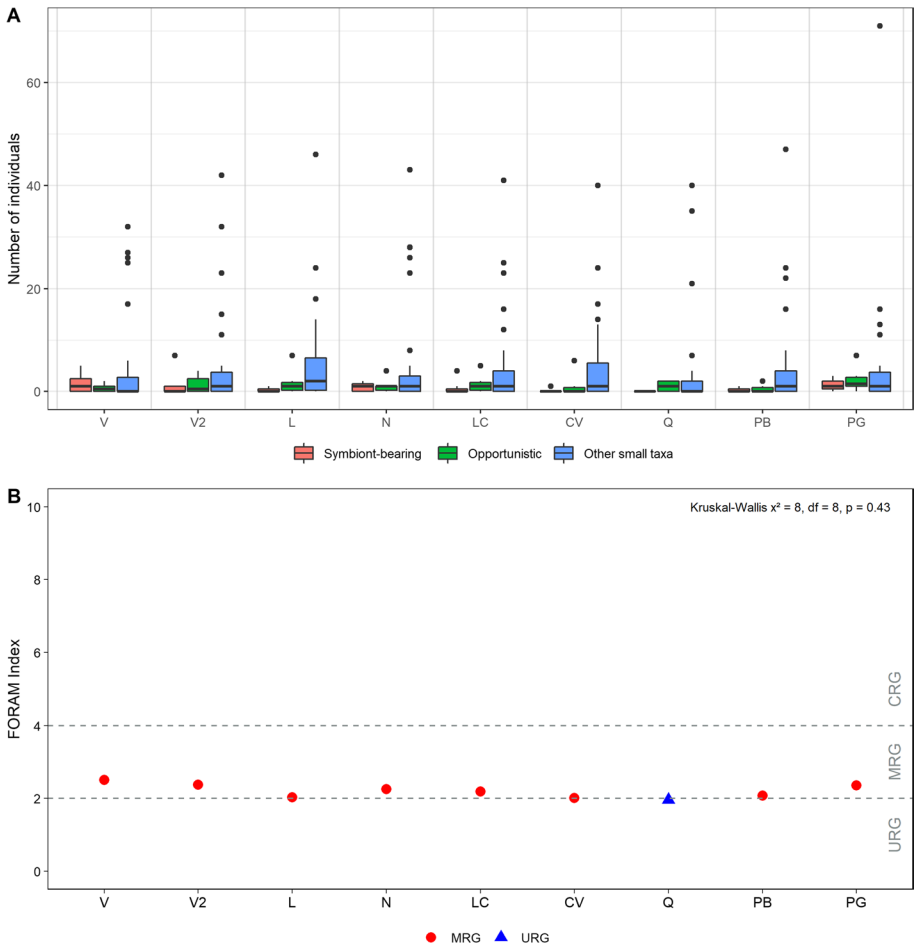 A
Number of individuals
60
40
20
0
V V2 L N LC CV Q PB PG
Symbiont-bearing Opportunistic Other small taxa
B
Kruskal-Wallis x² = 8, df = 8, p = 0.43
FORAM Index
10
8
6
4
2
0
CRG
MRG
URG
V V2 L N LC CV Q PB PG
MRG URG